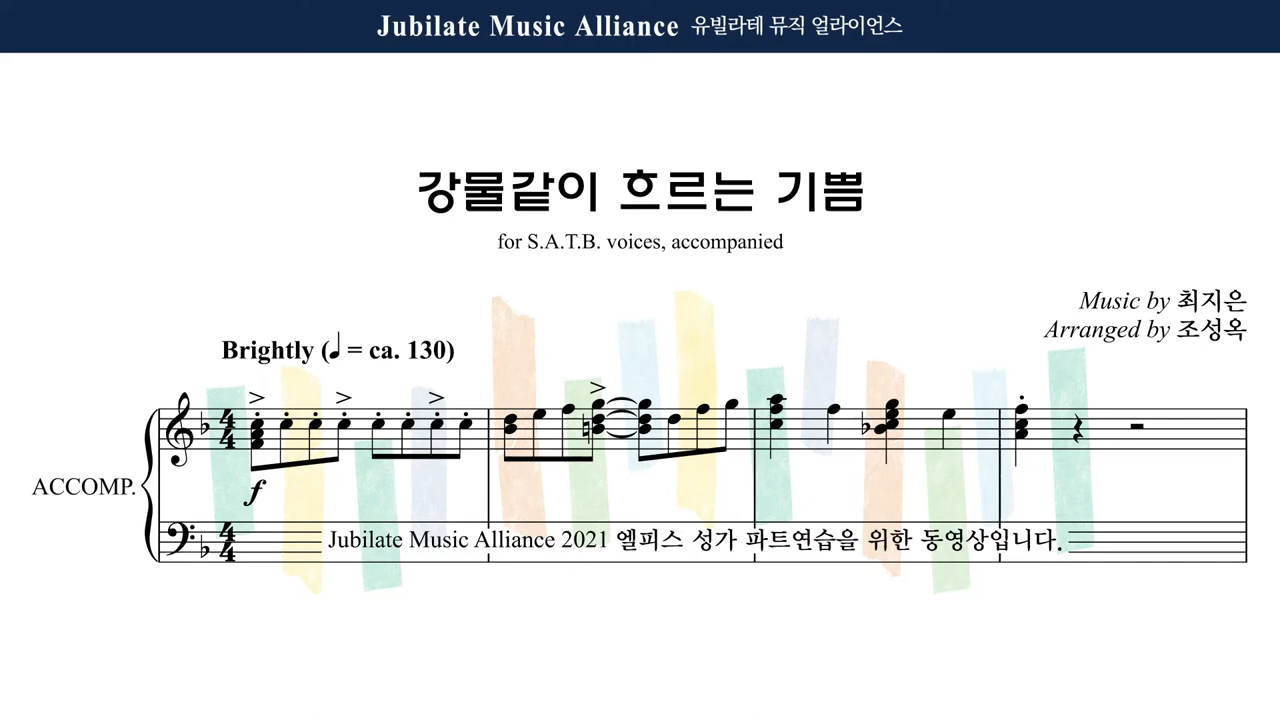 Jubilate Music Alliance 유빌라테 뮤직 얼라이언스
강물같이 흐르는 기쁨
for S.A.T.B. voices, accompanied
Music by 최지은
Arranged by 조성옥
Brightly (♩ = ca. 130)
ACCOMP.
f
Jubilate Music Alliance 2021 엘피스 성가 파트연습을 위한 동영상입니다.